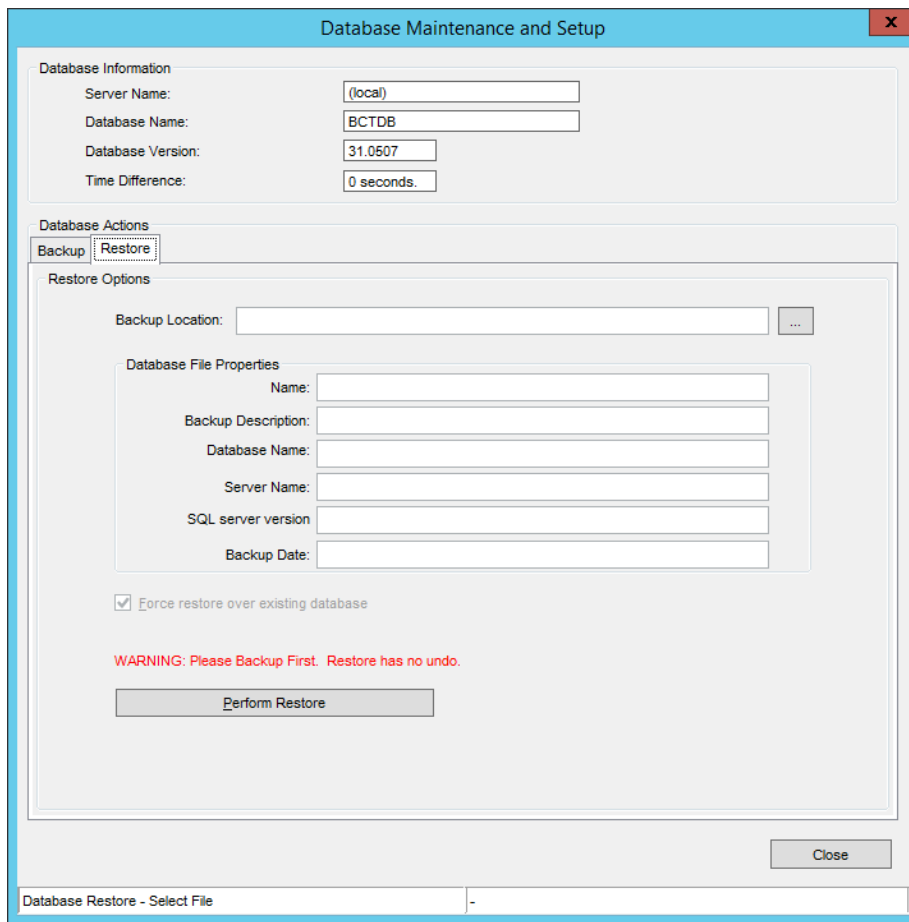 Database Maintenance and Setup
x
Database Information
Server Name: (local)
Database Name: BCTDB
Database Version: 31.0507
Time Difference: 0 seconds.
Database Actions
Backup Restore
Restore Options
Backup Location: ...
Database File Properties
Name:
Backup Description:
Database Name:
Server Name:
SQL server version
Backup Date:
Force restore over existing database
WARNING: Please Backup First. Restore has no undo.
Perform Restore
Close
Database Restore - Select File -